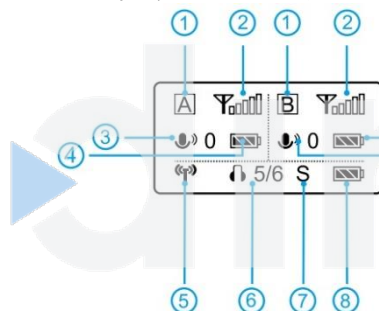 ① ② ① ②
A B
③ 0 0
④
5/6 S
⑤ ⑥ ⑦ ⑧